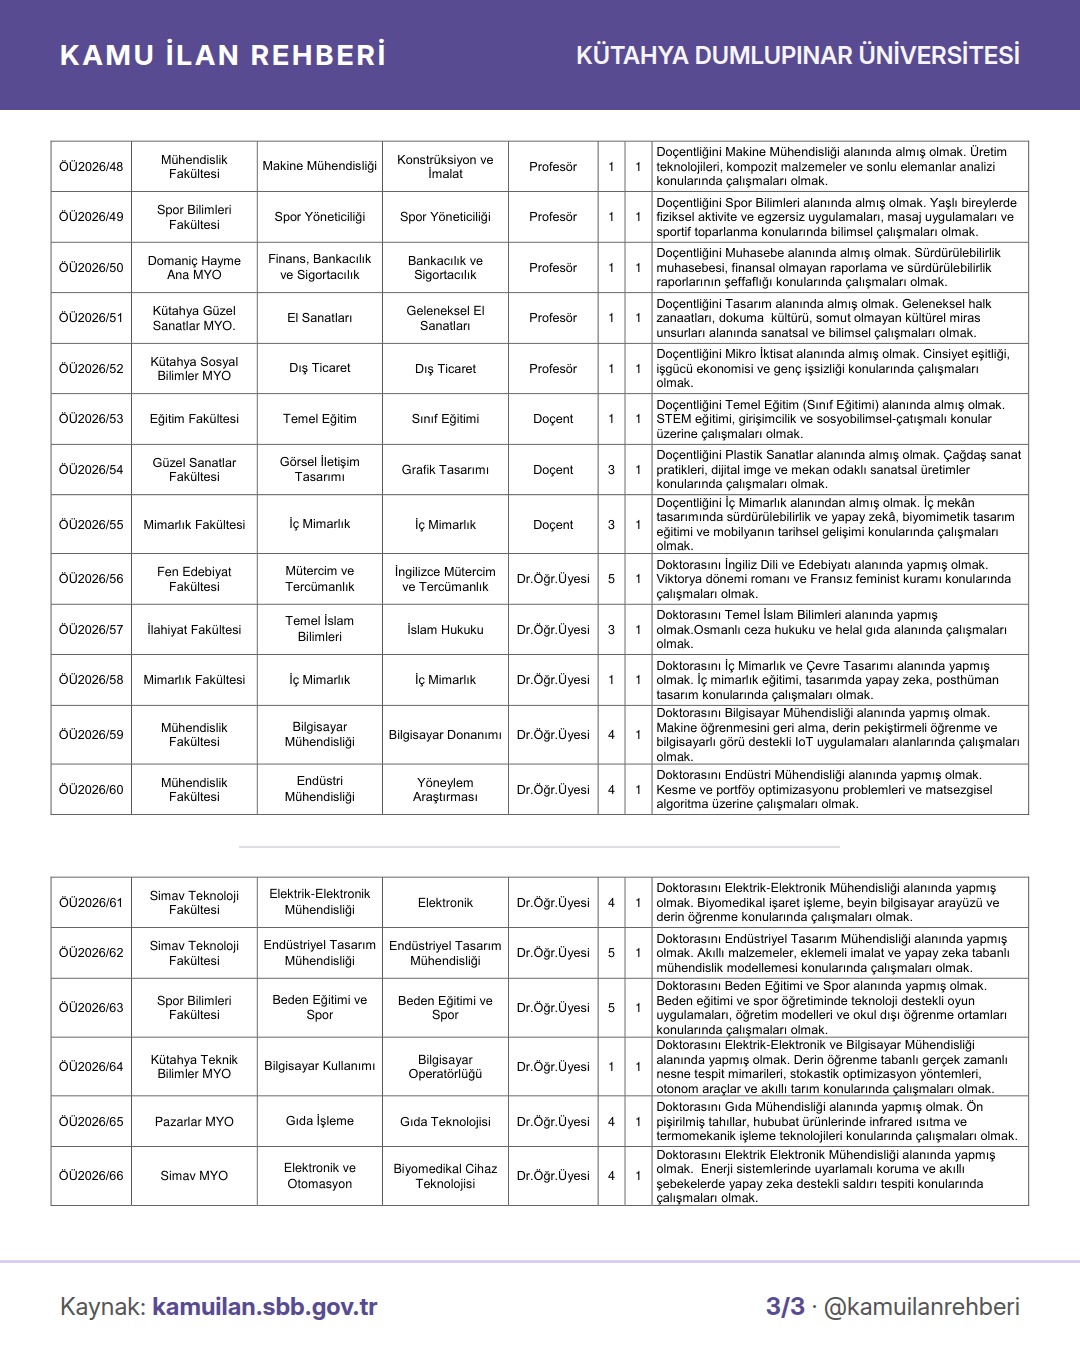 KAMU İLAN REHBERİ
KÜTAHYA DUMLUPINAR ÜNİVERSİTESİ
ÖÜ2026/48 Mühendislik Fakültesi Makine Mühendisliği Konstrüksiyon ve İmalat Profesör 1 1 Doçentliğini Makine Mühendisliği alanında almış olmak. Üretim teknolojileri, kompozit malzemeler ve sonlu elemanlar analizi konularında çalışmaları olmak.
ÖÜ2026/49 Spor Bilimleri Fakültesi Spor Yöneticiliği Spor Yöneticiliği Profesör 1 1 Doçentliğini Spor Bilimleri alanında almış olmak. Yaşlı bireylerde fiziksel aktivite ve egzersiz uygulamaları, masaj uygulamaları ve sportif toparlanma konularında bilimsel çalışmaları olmak.
ÖÜ2026/50 Domaniç Hayme Ana MYO Finans, Bankacılık ve Sigortacılık Bankacılık ve Sigortacılık Profesör 1 1 Doçentliğini Muhasebe alanında almış olmak. Sürdürülebilirlik muhasebesi, finansal olmayan raporlama ve sürdürülebilirlik raporlarının şeffaflığı konularında çalışmaları olmak.
ÖÜ2026/51 Kütahya Güzel Sanatlar MYO. El Sanatları Geleneksel El Sanatları Profesör 1 1 Doçentliğini Tasarım alanında almış olmak. Geleneksel halk zanaatları, dokuma  kültürü, somut olmayan kültürel miras unsurları alanında sanatsal ve bilimsel çalışmaları olmak.
ÖÜ2026/52 Kütahya Sosyal Bilimler MYO Dış Ticaret Dış Ticaret Profesör 1 1 Doçentliğini Mikro İktisat alanında almış olmak. Cinsiyet eşitliği, işgücü ekonomisi ve genç işsizliği konularında çalışmaları olmak.
ÖÜ2026/53 Eğitim Fakültesi Temel Eğitim Sınıf Eğitimi Doçent 1 1 Doçentliğini Temel Eğitim (Sınıf Eğitimi) alanında almış olmak. STEM eğitimi, girişimcilik ve sosyobilimsel-çatışmalı konular üzerine çalışmaları olmak.
ÖÜ2026/54 Güzel Sanatlar Fakültesi Görsel İletişim Tasarımı Grafik Tasarımı Doçent 3 1 Doçentliğini Plastik Sanatlar alanında almış olmak. Çağdaş sanat pratikleri, dijital imge ve mekan odaklı sanatsal üretimler konularında çalışmaları olmak.
ÖÜ2026/55 Mimarlık Fakültesi İç Mimarlık İç Mimarlık Doçent 3 1 Doçentliğini İç Mimarlık alanından almış olmak. İç mekân tasarımında sürdürülebilirlik ve yapay zekâ, biyomimetik tasarım eğitimi ve mobilyanın tarihsel gelişimi konularında çalışmaları olmak.
ÖÜ2026/56 Fen Edebiyat Fakültesi Mütercim ve Tercümanlık İngilizce Mütercim ve Tercümanlık Dr.Öğr.Üyesi 5 1 Doktorasını İngiliz Dili ve Edebiyatı alanında yapmış olmak. Viktorya dönemi romanı ve Fransız feminist kuramı konularında çalışmaları olmak.
ÖÜ2026/57 İlahiyat Fakültesi Temel İslam Bilimleri İslam Hukuku Dr.Öğr.Üyesi 3 1 Doktorasını Temel İslam Bilimleri alanında yapmış olmak.Osmanlı ceza hukuku ve helal gıda alanında çalışmaları olmak.
ÖÜ2026/58 Mimarlık Fakültesi İç Mimarlık İç Mimarlık Dr.Öğr.Üyesi 1 1 Doktorasını İç Mimarlık ve Çevre Tasarımı alanında yapmış olmak. İç mimarlık eğitimi, tasarımda yapay zeka, posthüman tasarım konularında çalışmaları olmak.
ÖÜ2026/59 Mühendislik Fakültesi Bilgisayar Mühendisliği Bilgisayar Donanımı Dr.Öğr.Üyesi 4 1 Doktorasını Bilgisayar Mühendisliği alanında yapmış olmak. Makine öğrenmesini geri alma, derin pekiştirmeli öğrenme ve bilgisayarlı görü destekli IoT uygulamaları alanlarında çalışmaları olmak.
ÖÜ2026/60 Mühendislik Fakültesi Endüstri Mühendisliği Yöneylem Araştırması Dr.Öğr.Üyesi 4 1 Doktorasını Endüstri Mühendisliği alanında yapmış olmak. Kesme ve portföy optimizasyonu problemleri ve matsezgisel algoritma üzerine çalışmaları olmak.
ÖÜ2026/61 Simav Teknoloji Fakültesi Elektrik-Elektronik Mühendisliği Elektronik Dr.Öğr.Üyesi 4 1 Doktorasını Elektrik-Elektronik Mühendisliği alanında yapmış olmak. Biyomedikal işaret işleme, beyin bilgisayar arayüzü ve derin öğrenme konularında çalışmaları olmak.
ÖÜ2026/62 Simav Teknoloji Fakültesi Endüstriyel Tasarım Mühendisliği Endüstriyel Tasarım Mühendisliği Dr.Öğr.Üyesi 5 1 Doktorasını Endüstriyel Tasarım Mühendisliği alanında yapmış olmak. Akıllı malzemeler, eklemeli imalat ve yapay zeka tabanlı mühendislik modellemesi konularında çalışmaları olmak.
ÖÜ2026/63 Spor Bilimleri Fakültesi Beden Eğitimi ve Spor Beden Eğitimi ve Spor Dr.Öğr.Üyesi 5 1 Doktorasını Beden Eğitimi ve Spor alanında yapmış olmak. Beden eğitimi ve spor öğretiminde teknoloji destekli oyun uygulamaları, öğretim modelleri ve okul dışı öğrenme ortamları konularında çalışmaları olmak.
ÖÜ2026/64 Kütahya Teknik Bilimler MYO Bilgisayar Kullanımı Bilgisayar Operatörlüğü Dr.Öğr.Üyesi 1 1 Doktorasını Elektrik-Elektronik ve Bilgisayar Mühendisliği alanında yapmış olmak. Derin öğrenme tabanlı gerçek zamanlı nesne tespit mimarileri, stokastik optimizasyon yöntemleri, otonom araçlar ve akıllı tarım konularında çalışmaları olmak.
ÖÜ2026/65 Pazarlar MYO Gıda İşleme Gıda Teknolojisi Dr.Öğr.Üyesi 4 1 Doktorasını Gıda Mühendisliği alanında yapmış olmak. Ön pişirilmiş tahıllar, hububat ürünlerinde infrared ısıtma ve termomekanik işleme teknolojileri konularında çalışmaları olmak.
ÖÜ2026/66 Simav MYO Elektronik ve Otomasyon Biyomedikal Cihaz Teknolojisi Dr.Öğr.Üyesi 4 1 Doktorasını Elektrik Elektronik Mühendisliği alanında yapmış olmak.  Enerji sistemlerinde uyarlamalı koruma ve akıllı şebekelerde yapay zeka destekli saldırı tespiti konularında çalışmaları olmak.
Kaynak: kamuilan.sbb.gov.tr
3/3 · @kamuilanrehberi